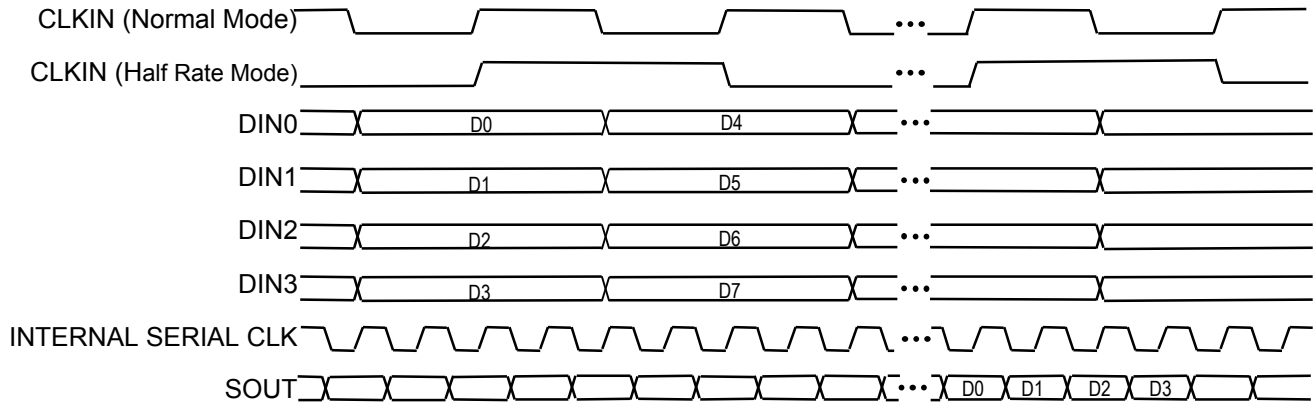 CLKIN (Normal Mode) •••
CLKIN (Half Rate Mode) •••
DIN0 D0 D4 •••
DIN1 D1 D5 •••
DIN2 D2 D6 •••
DIN3 D3 D7 •••
INTERNAL SERIAL CLK •••
SOUT ••• D0 D1 D2 D3